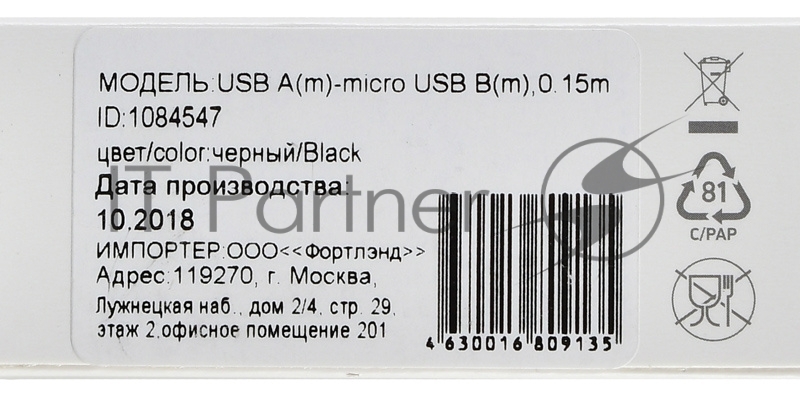 МОДЕЛЬ:USB A(m)-micro USB B(m),0.15m
ID:1084547
цвет/color:черный/Black
Дата производства:
10.2018
ИМПОРТЕР:ООО<<Фортлэнд>>
Адрес:119270, г. Москва,
Лужнецкая наб., дом 2/4, стр. 29,
этаж 2,офисное помещение 201
4 630016 809135
81
C/PAP
IT Partner